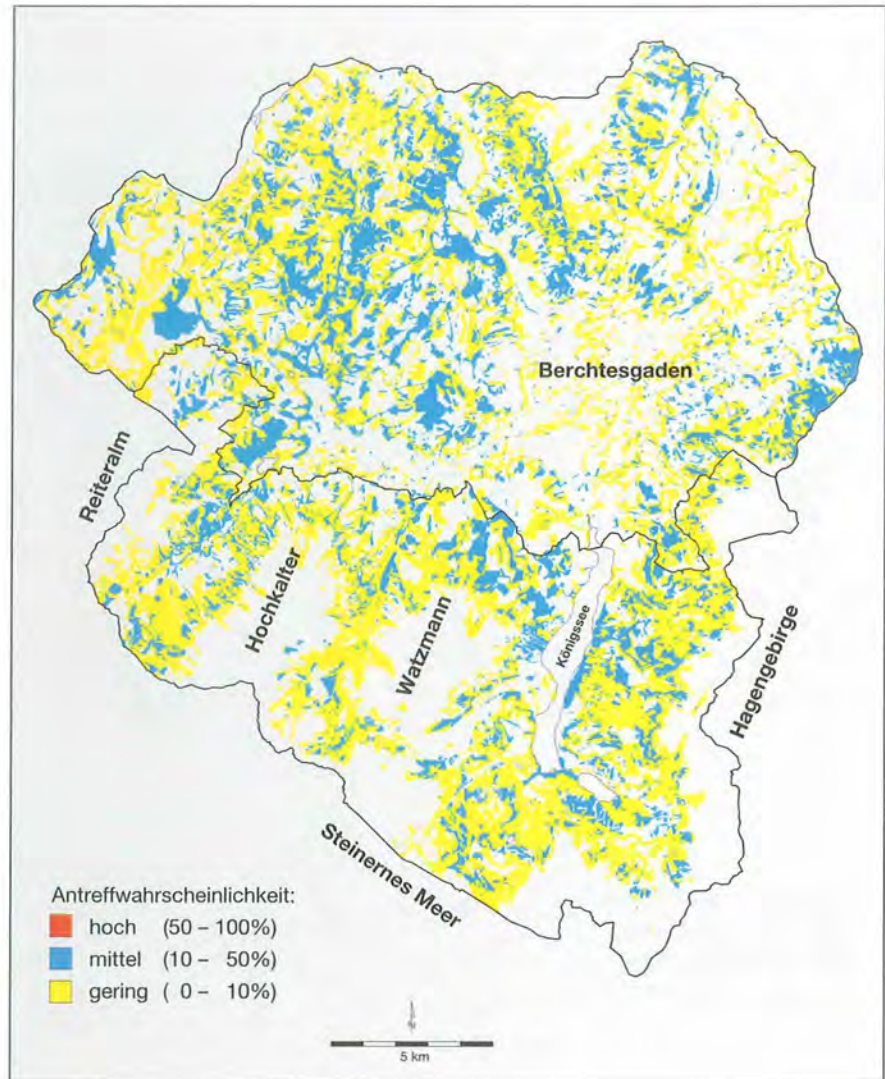 Berchtesgaden
Reiteralm
Hochkalter
Watzmann
Königssee
Hagengebirge
Steinernes Meer
Antreffwahrscheinlichkeit:
hoch (50 – 100%)
mittel (10 – 50%)
gering ( 0 – 10%)
N
5 km